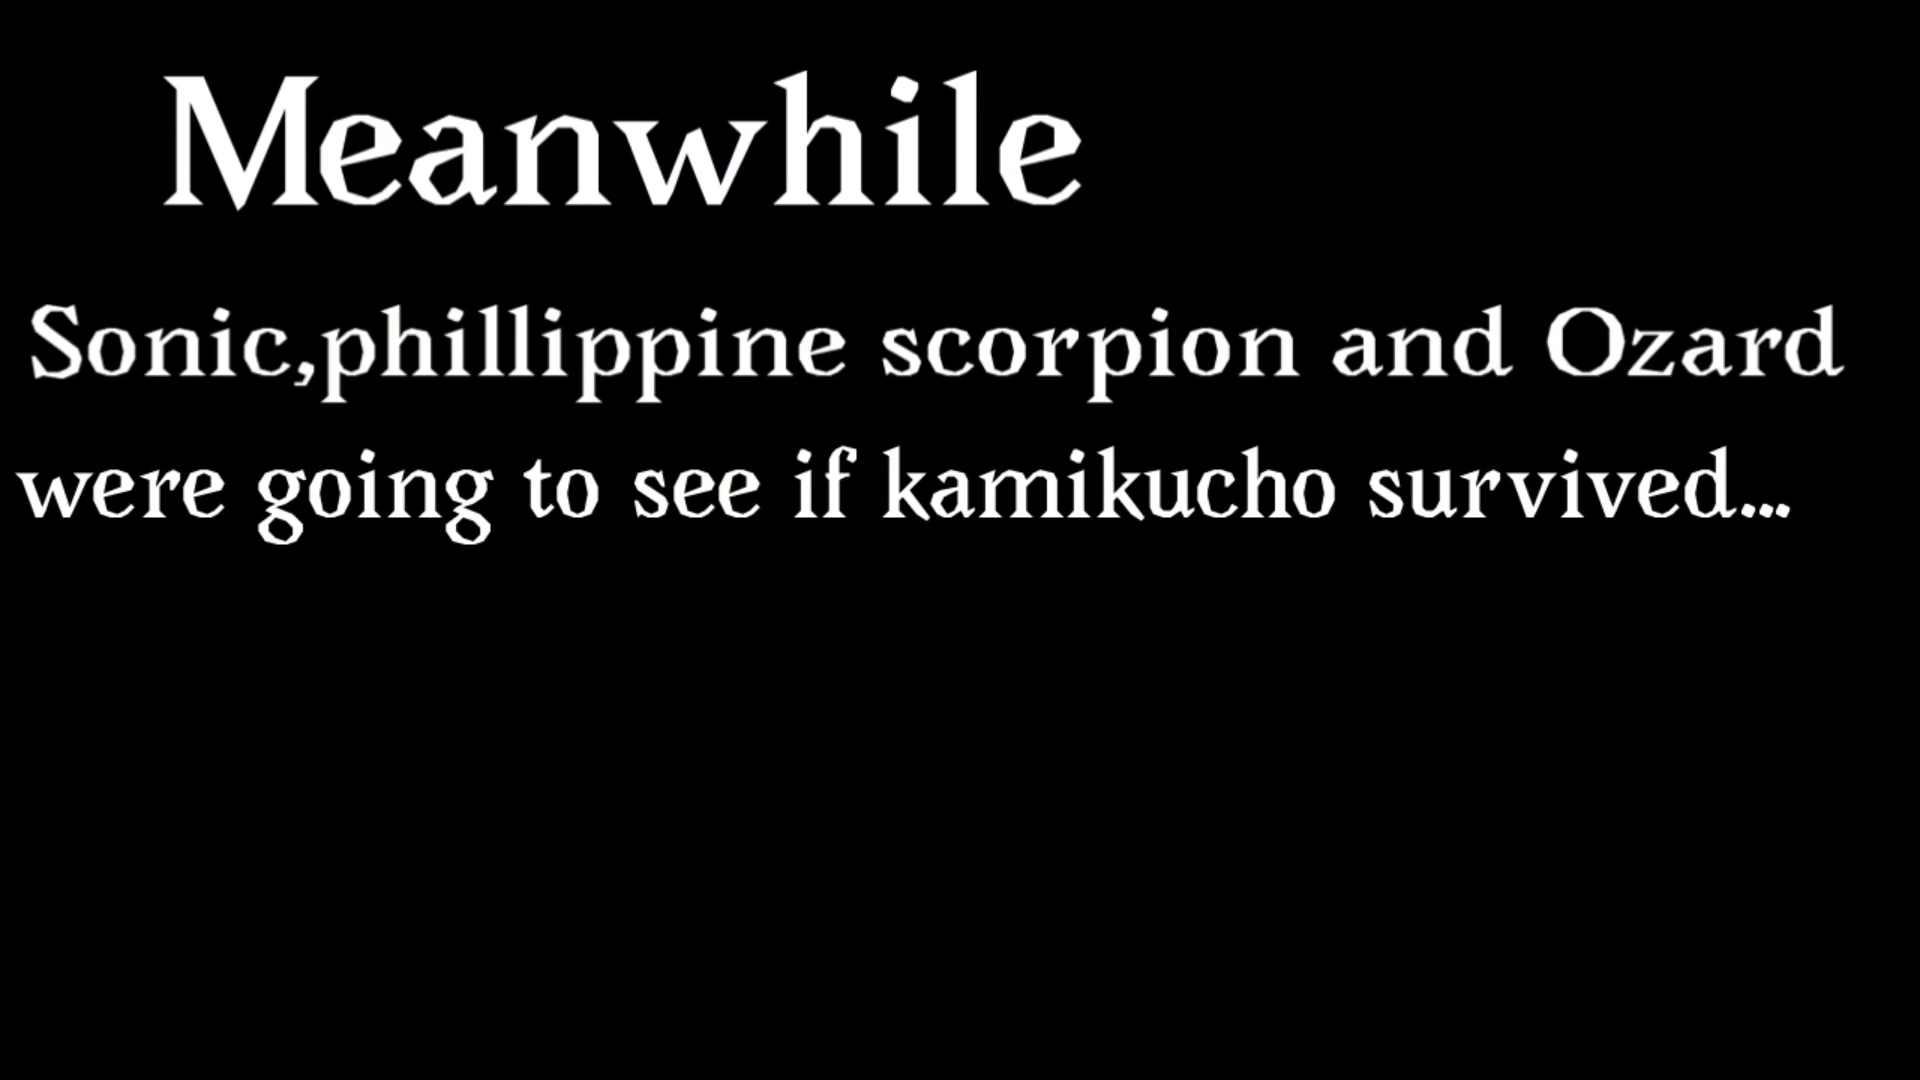 Meanwhile
Sonic,phillippine scorpion and Ozard
were going to see if kamikucho survived...